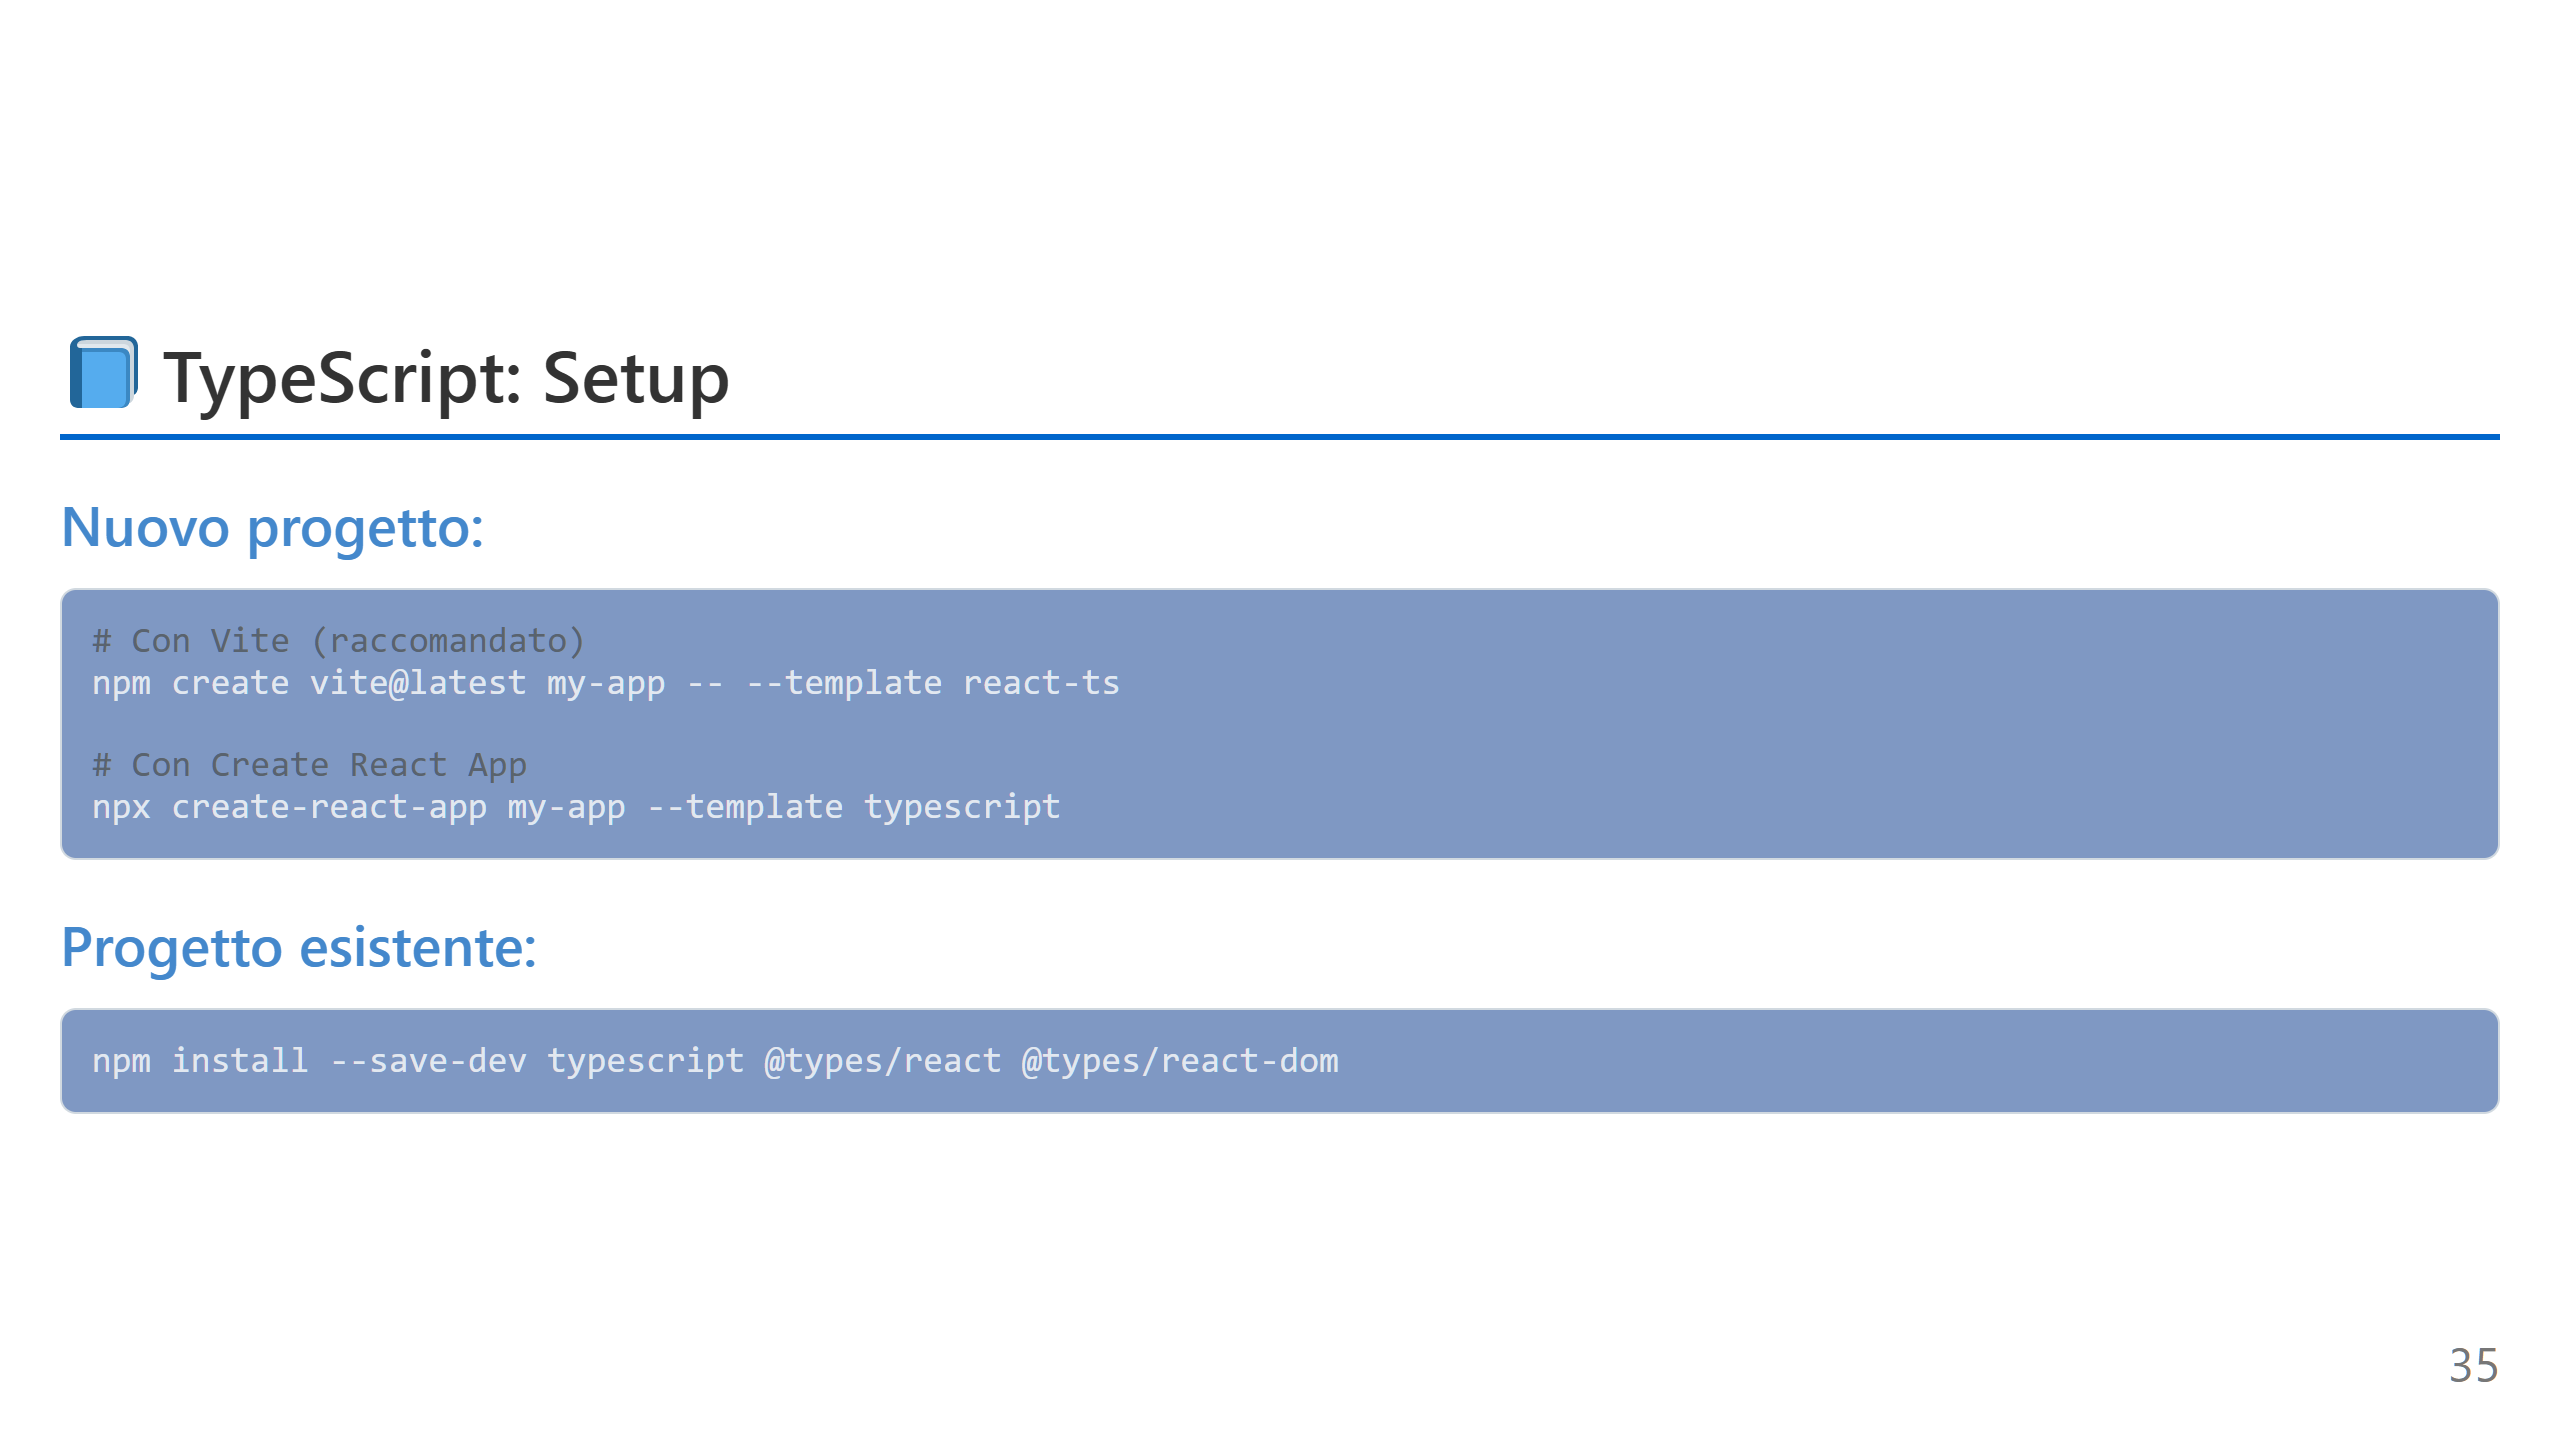 TypeScript: Setup
Nuovo progetto:
# Con Vite (raccomandato)
npm create vite@latest my-app -- --template react-ts
# Con Create React App
npx create-react-app my-app --template typescript
Progetto esistente:
npm install --save-dev typescript @types/react @types/react-dom
35